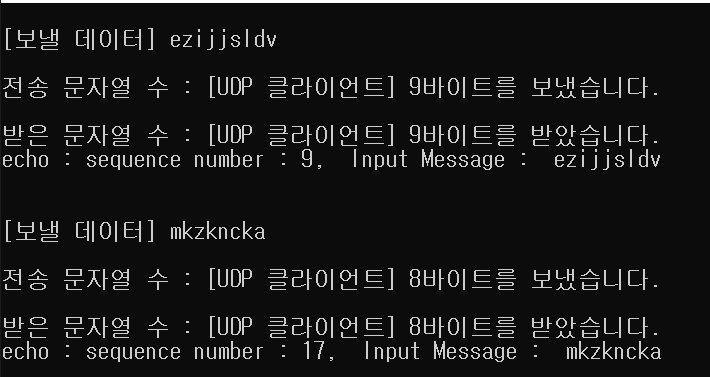 [보낼 데이터] ezijjsldv
전송 문자열 수 : [UDP 클라이언트] 9바이트를 보냈습니다.
받은 문자열 수 : [UDP 클라이언트] 9바이트를 받았습니다.
echo : sequence number : 9,  Input Message :  ezijjsldv
[보낼 데이터] mkzkncka
전송 문자열 수 : [UDP 클라이언트] 8바이트를 보냈습니다.
받은 문자열 수 : [UDP 클라이언트] 8바이트를 받았습니다.
echo : sequence number : 17,  Input Message :  mkzkncka